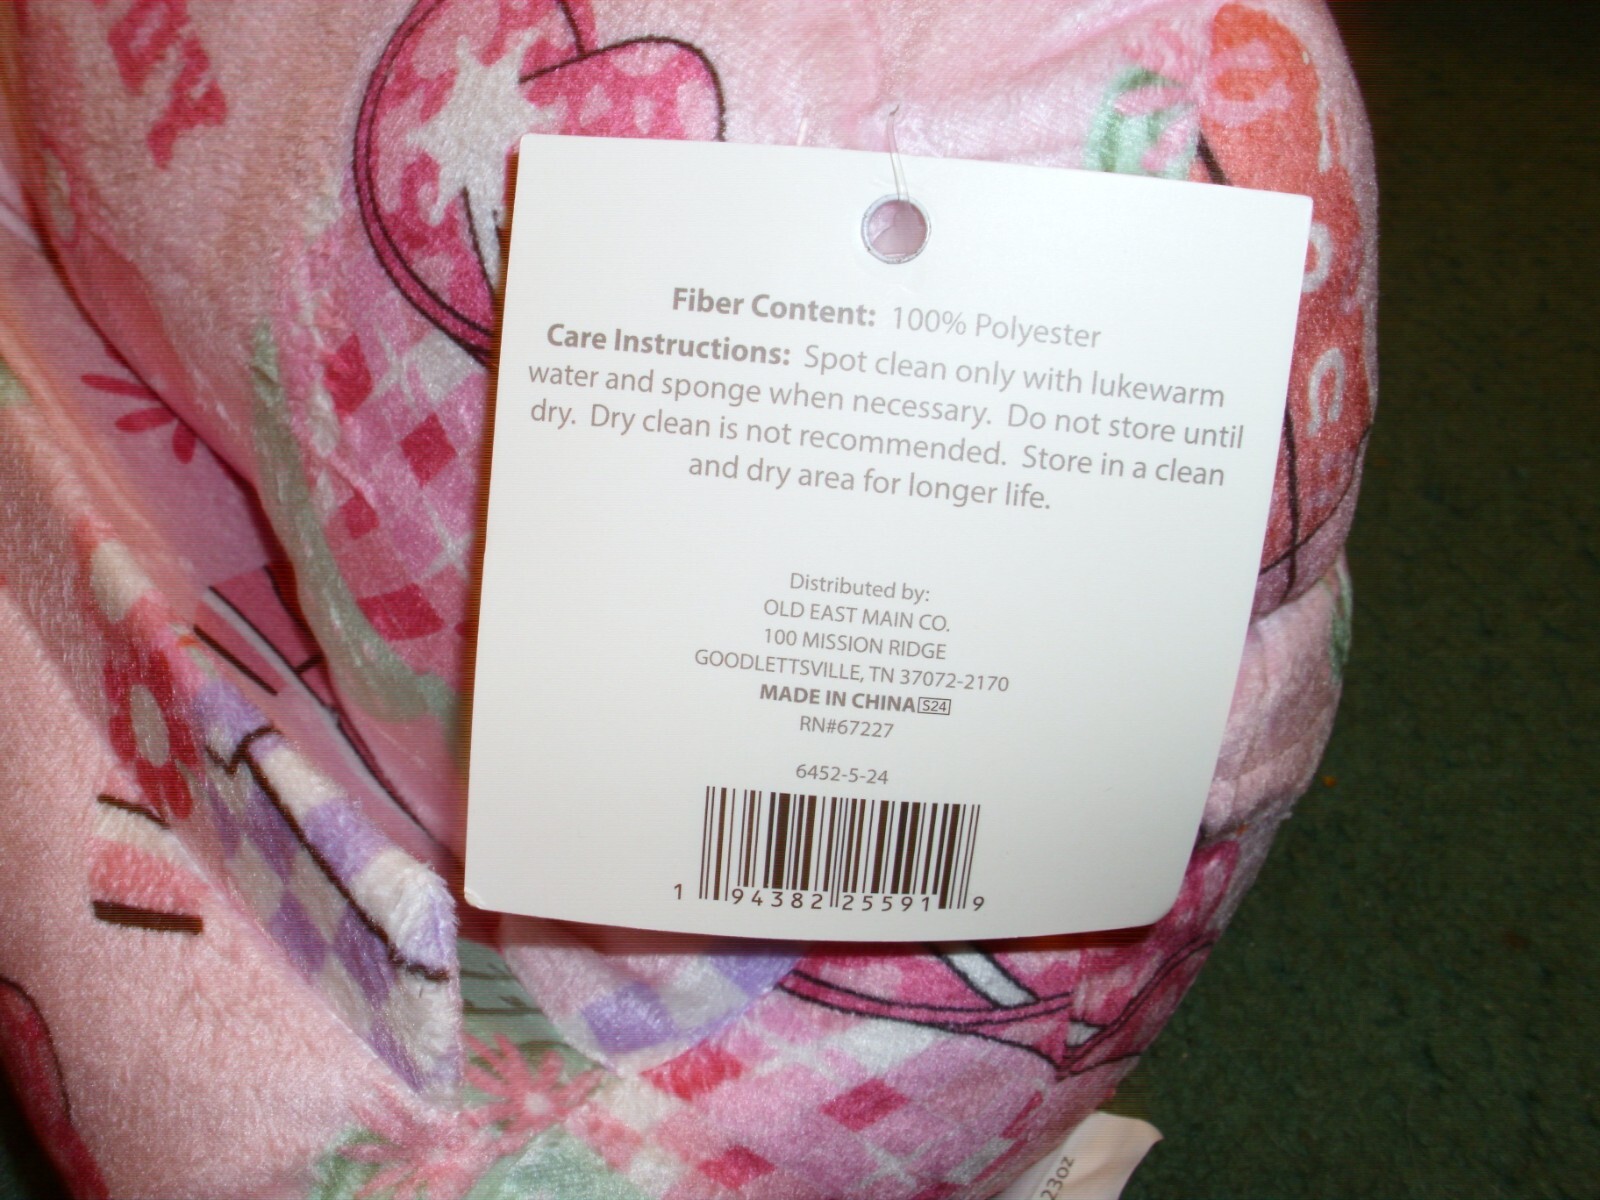 Fiber Content: 100% Polyester
Care Instructions: Spot clean only with lukewarm
water and sponge when necessary. Do not store until
dry. Dry clean is not recommended. Store in a clean
and dry area for longer life.
Distributed by:
OLD EAST MAIN CO.
100 MISSION RIDGE
GOODLETTSVILLE, TN 37072-2170
MADE IN CHINA S24
RN#67227
6452-5-24
1 94382 25591 9
23oz